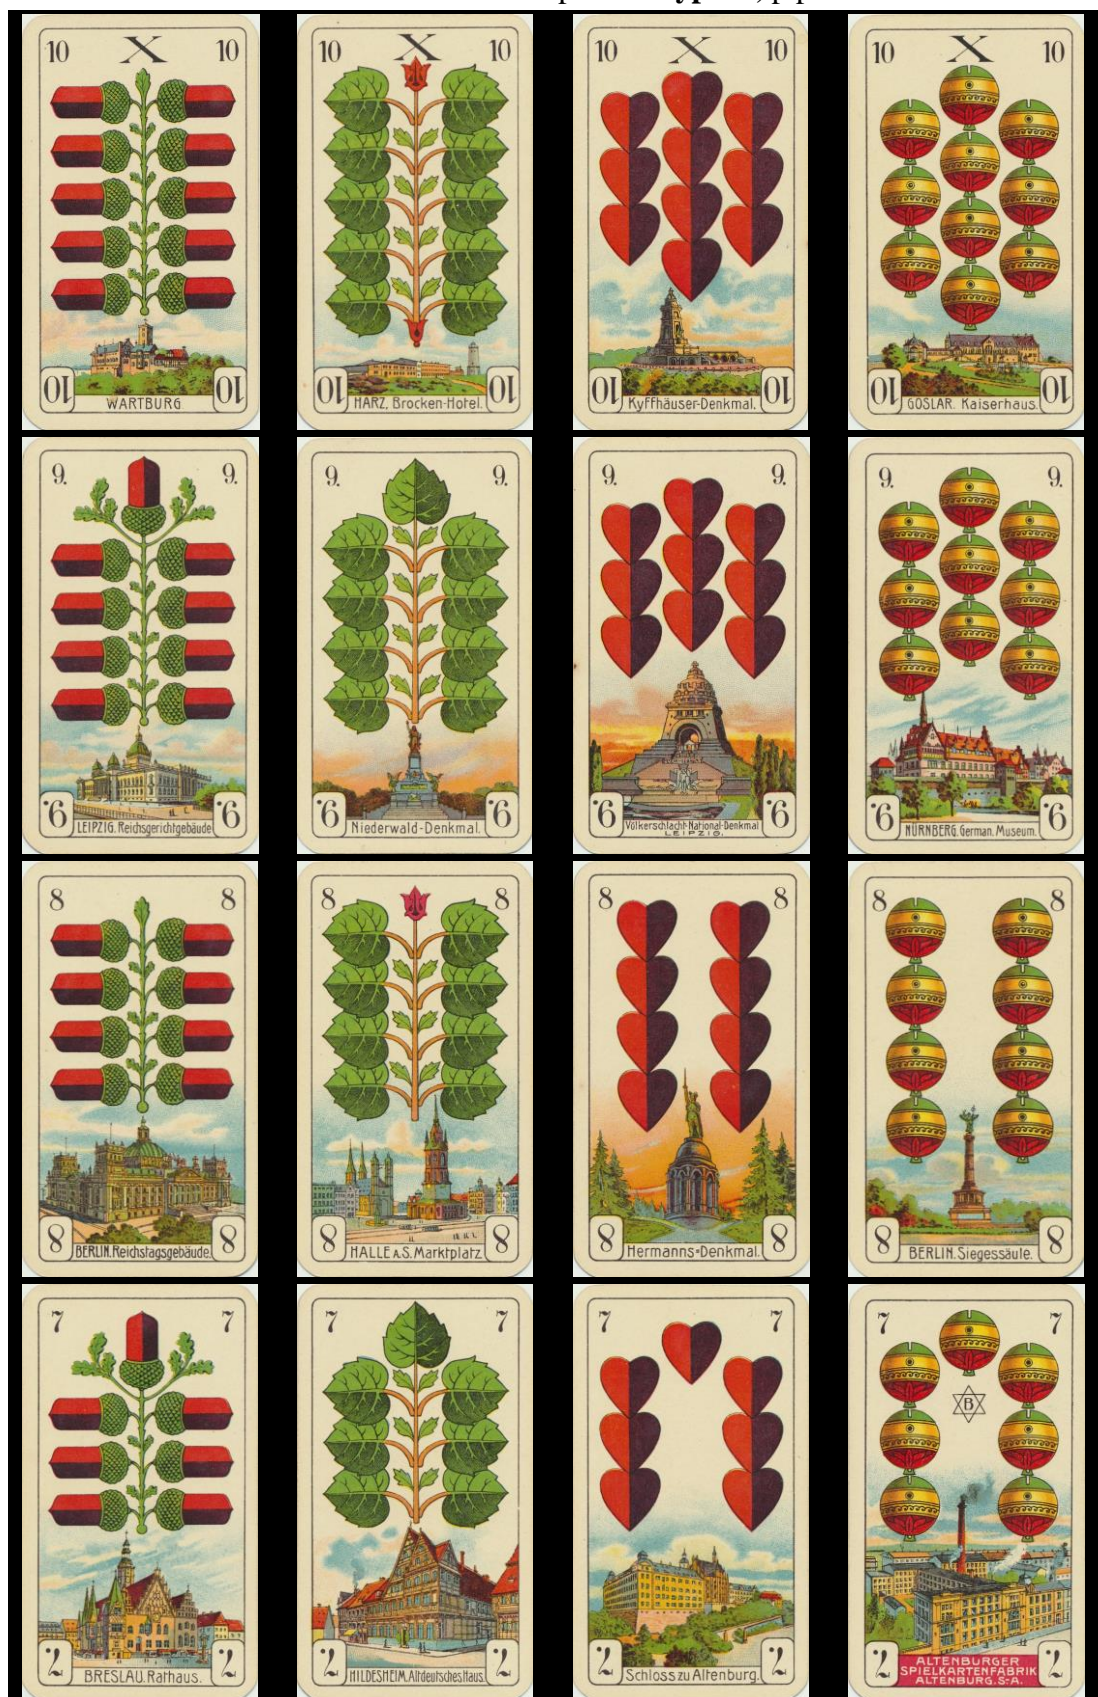 10 X 10
WARTBURG
10 10
10 X 10
HARZ, Brocken-Hotel.
10 10
10 X 10
Kyffhäuser-Denkmal.
10 10
10 X 10
GOSLAR. Kaiserhaus.
10 10
9. 9.
LEIPZIG. Reichsgerichtgebäude
9. 9.
9. 9.
Niederwald-Denkmal.
9. 9.
9. 9.
Völkerschlacht-National-Denkmal
LEIPZIG.
9. 9.
9. 9.
NÜRNBERG. German. Museum.
9. 9.
8 8
BERLIN. Reichstagsgebäude.
8 8
8 8
HALLE A.S. Marktplatz.
8 8
8 8
Hermanns=Denkmal.
8 8
8 8
BERLIN. Siegessäule.
8 8
7 7
BRESLAU. Rathaus.
7 7
7 7
HILDESHEIM. Altdeutsches Haus.
7 7
7 7
Schloss zu Altenburg.
7 7
7 7
B
ALTENBURGER
SPIELKARTENFABRIK
ALTENBURG. S-A.
7 7